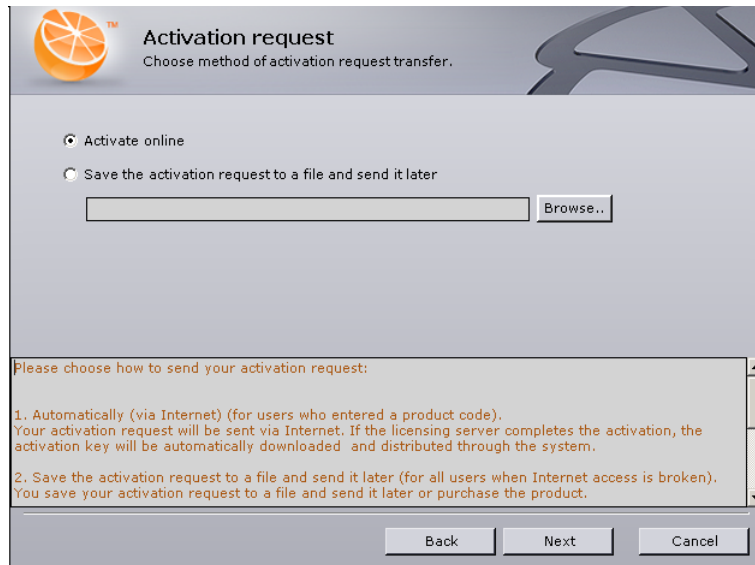 TM
Activation request
Choose method of activation request transfer.
Activate online
Save the activation request to a file and send it later
Browse..
Please choose how to send your activation request:
1. Automatically (via Internet) (for users who entered a product code).
Your activation request will be sent via Internet. If the licensing server completes the activation, the
activation key will be automatically downloaded and distributed through the system.
2. Save the activation request to a file and send it later (for all users when Internet access is broken).
You save your activation request to a file and send it later or purchase the product.
Back
Next
Cancel